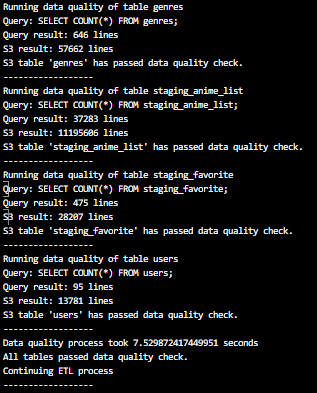 Running data quality of table genres
Query: SELECT COUNT(*) FROM genres;
Query result: 646 lines
S3 result: 57662 lines
S3 table 'genres' has passed data quality check.
------------------
Running data quality of table staging_anime_list
Query: SELECT COUNT(*) FROM staging_anime_list;
Query result: 37283 lines
S3 result: 11195606 lines
S3 table 'staging_anime_list' has passed data quality check.
------------------
Running data quality of table staging_favorite
Query: SELECT COUNT(*) FROM staging_favorite;
Query result: 475 lines
S3 result: 28207 lines
S3 table 'staging_favorite' has passed data quality check.
------------------
Running data quality of table users
Query: SELECT COUNT(*) FROM users;
Query result: 95 lines
S3 result: 13781 lines
S3 table 'users' has passed data quality check.
------------------
Data quality process took 7.529872417449951 seconds
All tables passed data quality check.
Continuing ETL process
------------------